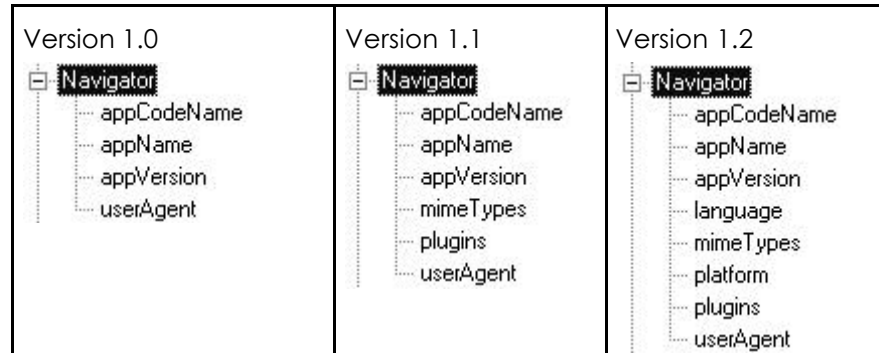 Version 1.0
Navigator
appCodeName
appName
appVersion
userAgent
Version 1.1
Navigator
appCodeName
appName
appVersion
mimeTypes
plugins
userAgent
Version 1.2
Navigator
appCodeName
appName
appVersion
language
mimeTypes
platform
plugins
userAgent